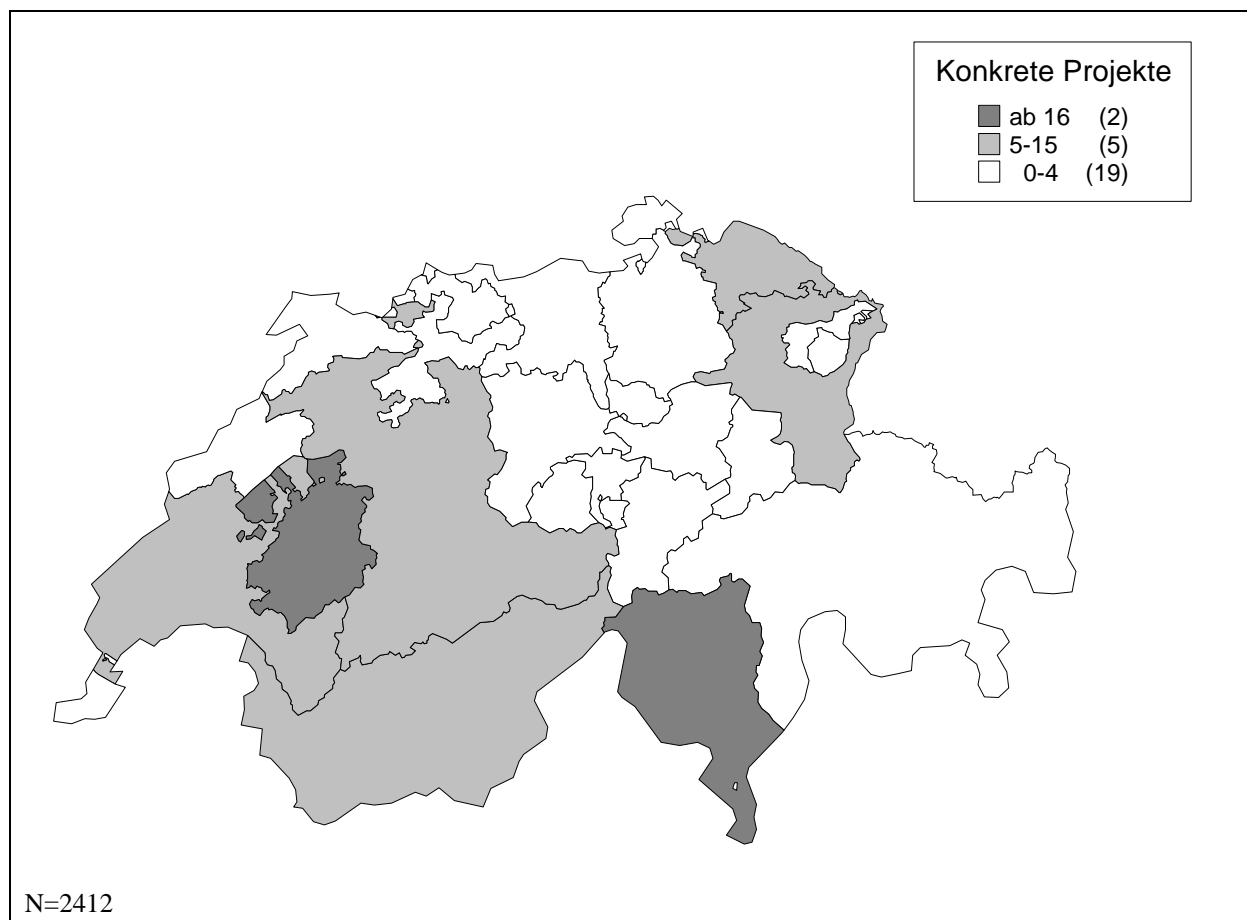 Konkrete Projekte
ab 16 (2)
5-15 (5)
0-4 (19)
N=2412